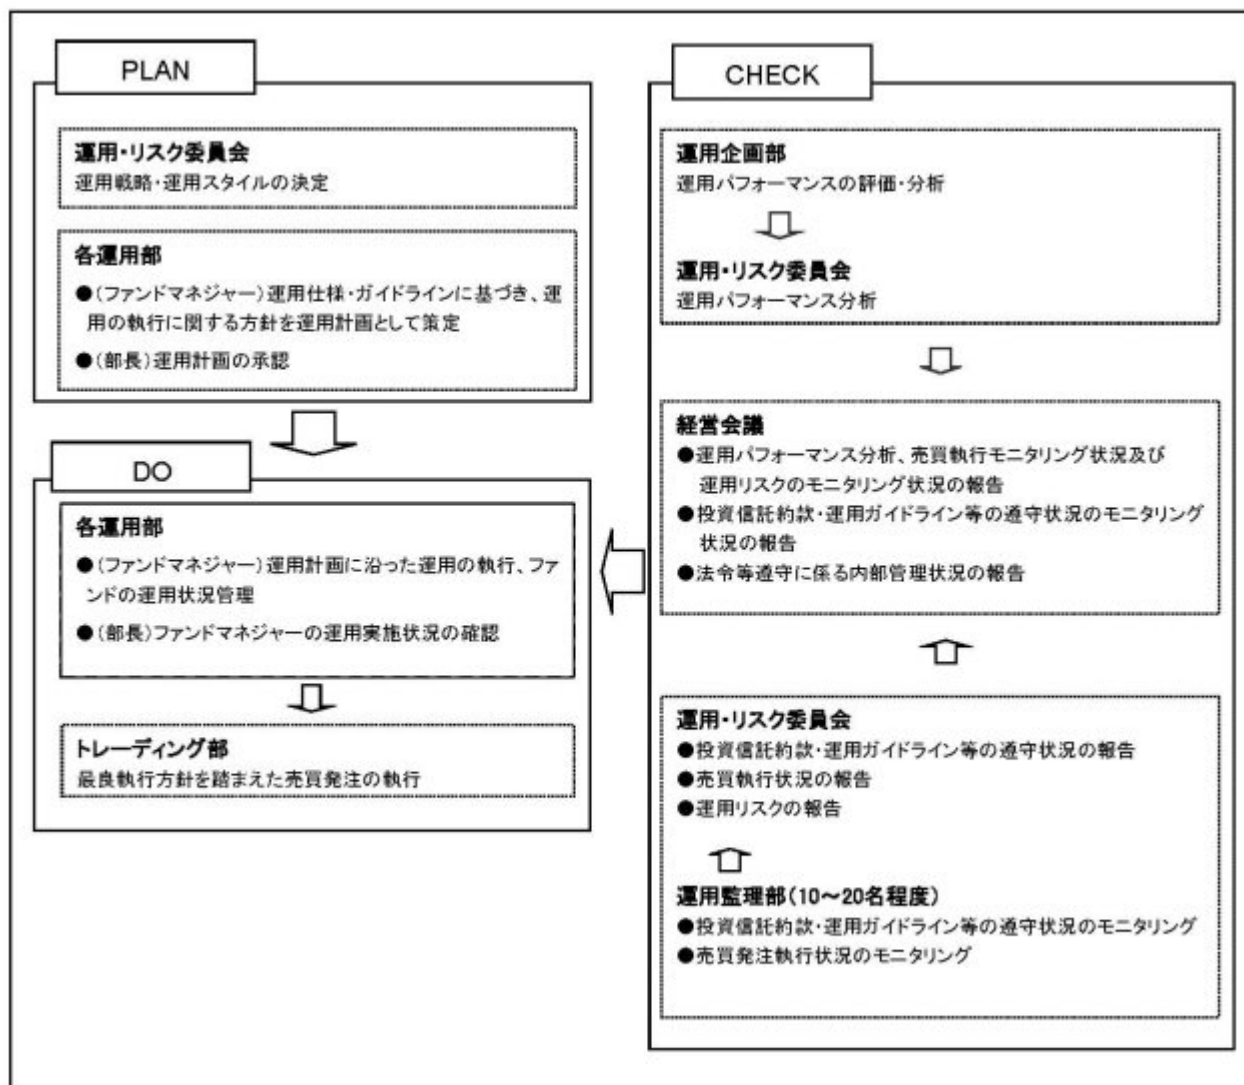 PLAN
運用・リスク委員会
運用戦略・運用スタイルの決定
各運用部
●(ファンドマネジャー)運用仕様・ガイドラインに基づき、運
用の執行に関する方針を運用計画として策定
●(部長)運用計画の承認
DO
各運用部
●(ファンドマネジャー)運用計画に沿った運用の執行、ファ
ンドの運用状況管理
●(部長)ファンドマネジャーの運用実施状況の確認
トレーディング部
最良執行方針を踏まえた売買発注の執行
CHECK
運用企画部
運用パフォーマンスの評価・分析
運用・リスク委員会
運用パフォーマンス分析
経営会議
●運用パフォーマンス分析、売買執行モニタリング状況及び
運用リスクのモニタリング状況の報告
●投資信託約款・運用ガイドライン等の遵守状況のモニタリング
状況の報告
●法令等遵守に係る内部管理状況の報告
運用・リスク委員会
●投資信託約款・運用ガイドライン等の遵守状況の報告
●売買執行状況の報告
●運用リスクの報告
運用監理部(10～20名程度)
●投資信託約款・運用ガイドライン等の遵守状況のモニタリング
●売買発注執行状況のモニタリング